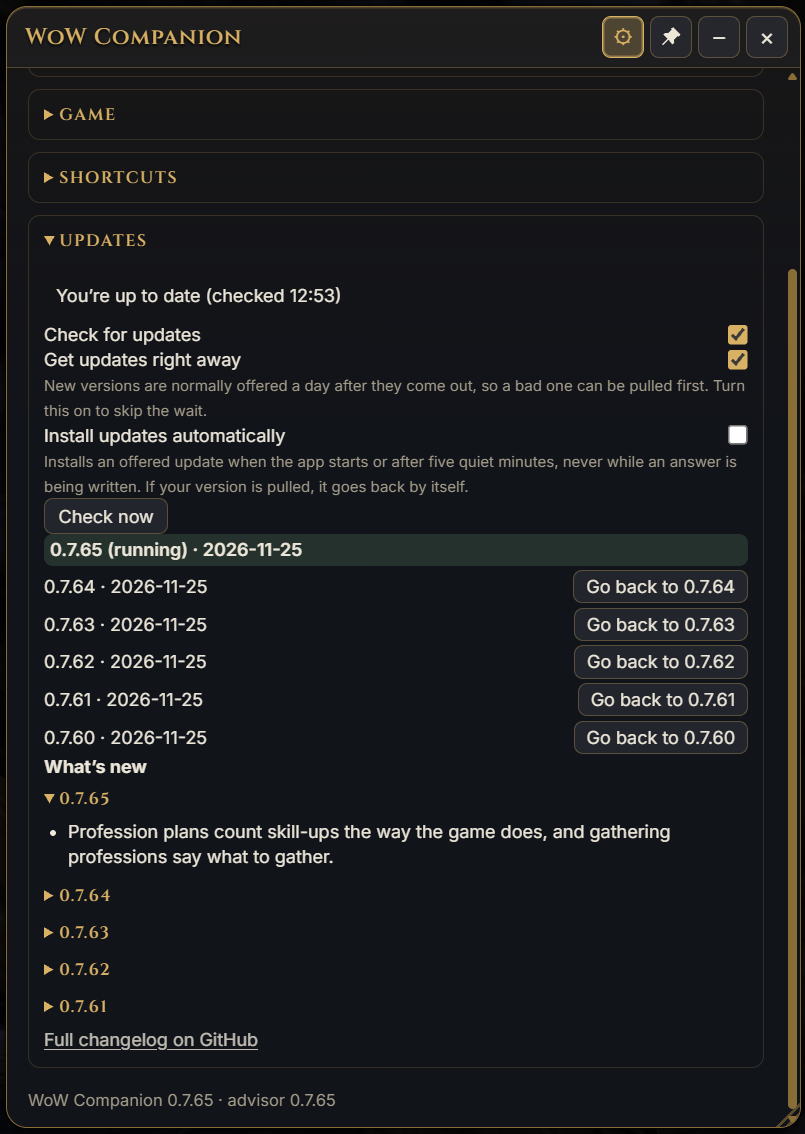 WoW Companion
GAME
SHORTCUTS
UPDATES
You're up to date (checked 12:53)
Check for updates
Get updates right away
New versions are normally offered a day after they come out, so a bad one can be pulled first. Turn
this on to skip the wait.
Install updates automatically
Installs an offered update when the app starts or after five quiet minutes, never while an answer is
being written. If your version is pulled, it goes back by itself.
Check now
0.7.65 (running) · 2026-11-25
0.7.64 · 2026-11-25 Go back to 0.7.64
0.7.63 · 2026-11-25 Go back to 0.7.63
0.7.62 · 2026-11-25 Go back to 0.7.62
0.7.61 · 2026-11-25 Go back to 0.7.61
0.7.60 · 2026-11-25 Go back to 0.7.60
What's new
0.7.65
• Profession plans count skill-ups the way the game does, and gathering
professions say what to gather.
0.7.64
0.7.63
0.7.62
0.7.61
Full changelog on GitHub
WoW Companion 0.7.65 · advisor 0.7.65